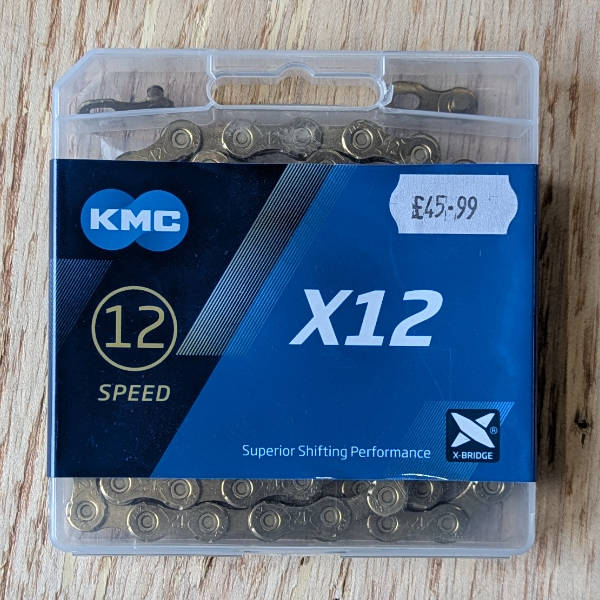 £45.99
KMC
X12
12
SPEED
Superior Shifting Performance
X-BRIDGE
®